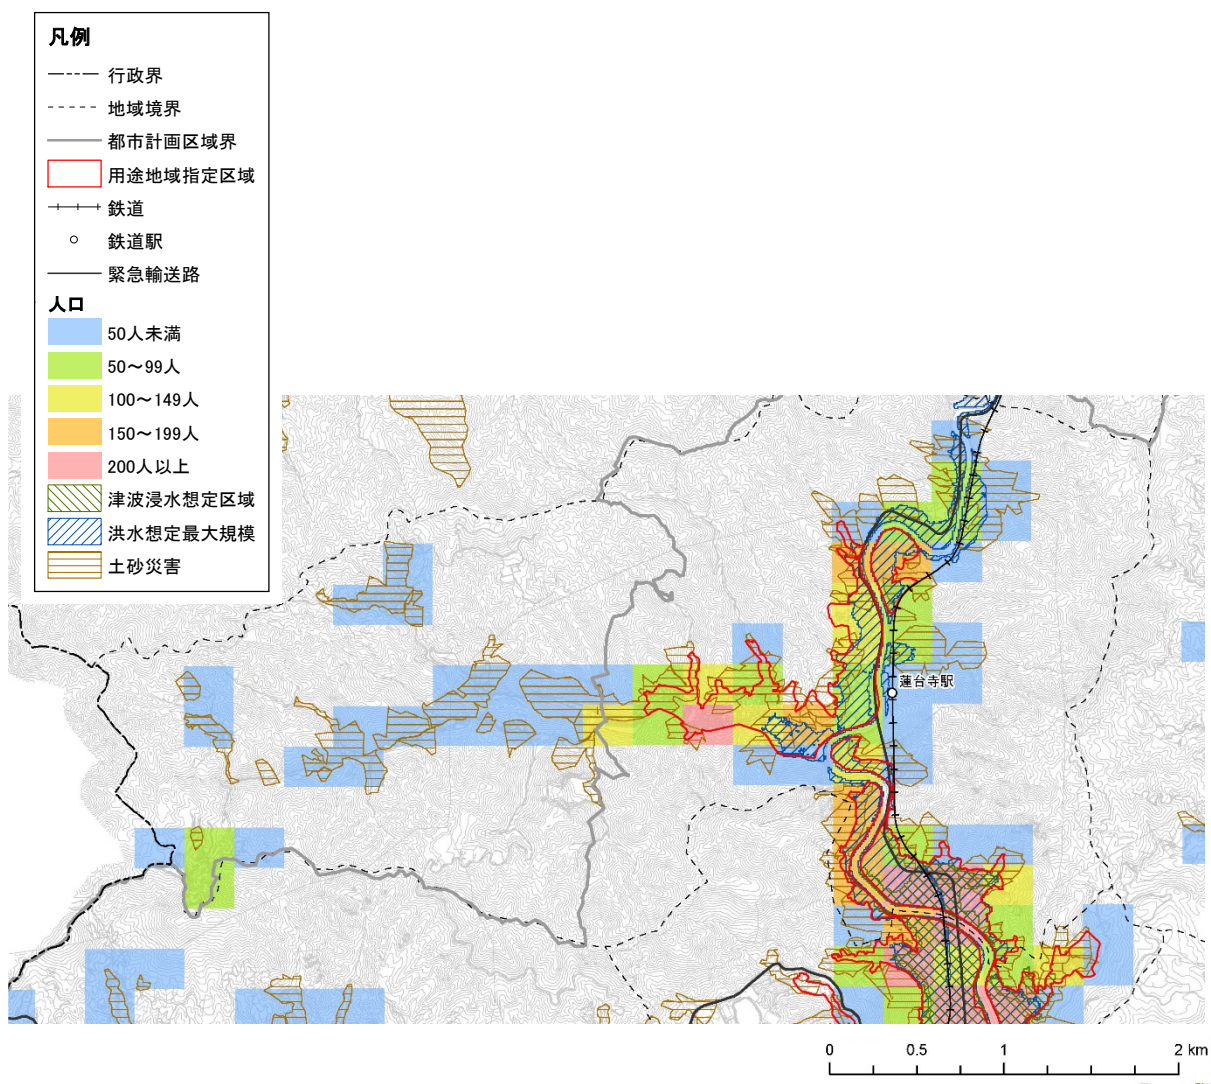 凡例
行政界
地域境界
都市計画区域界
用途地域指定区域
鉄道
鉄道駅
緊急輸送路
人口
50人未満
50～99人
100～149人
150～199人
200人以上
津波浸水想定区域
洪水想定最大規模
土砂災害
蓮台寺駅
0 0.5 1 2 km